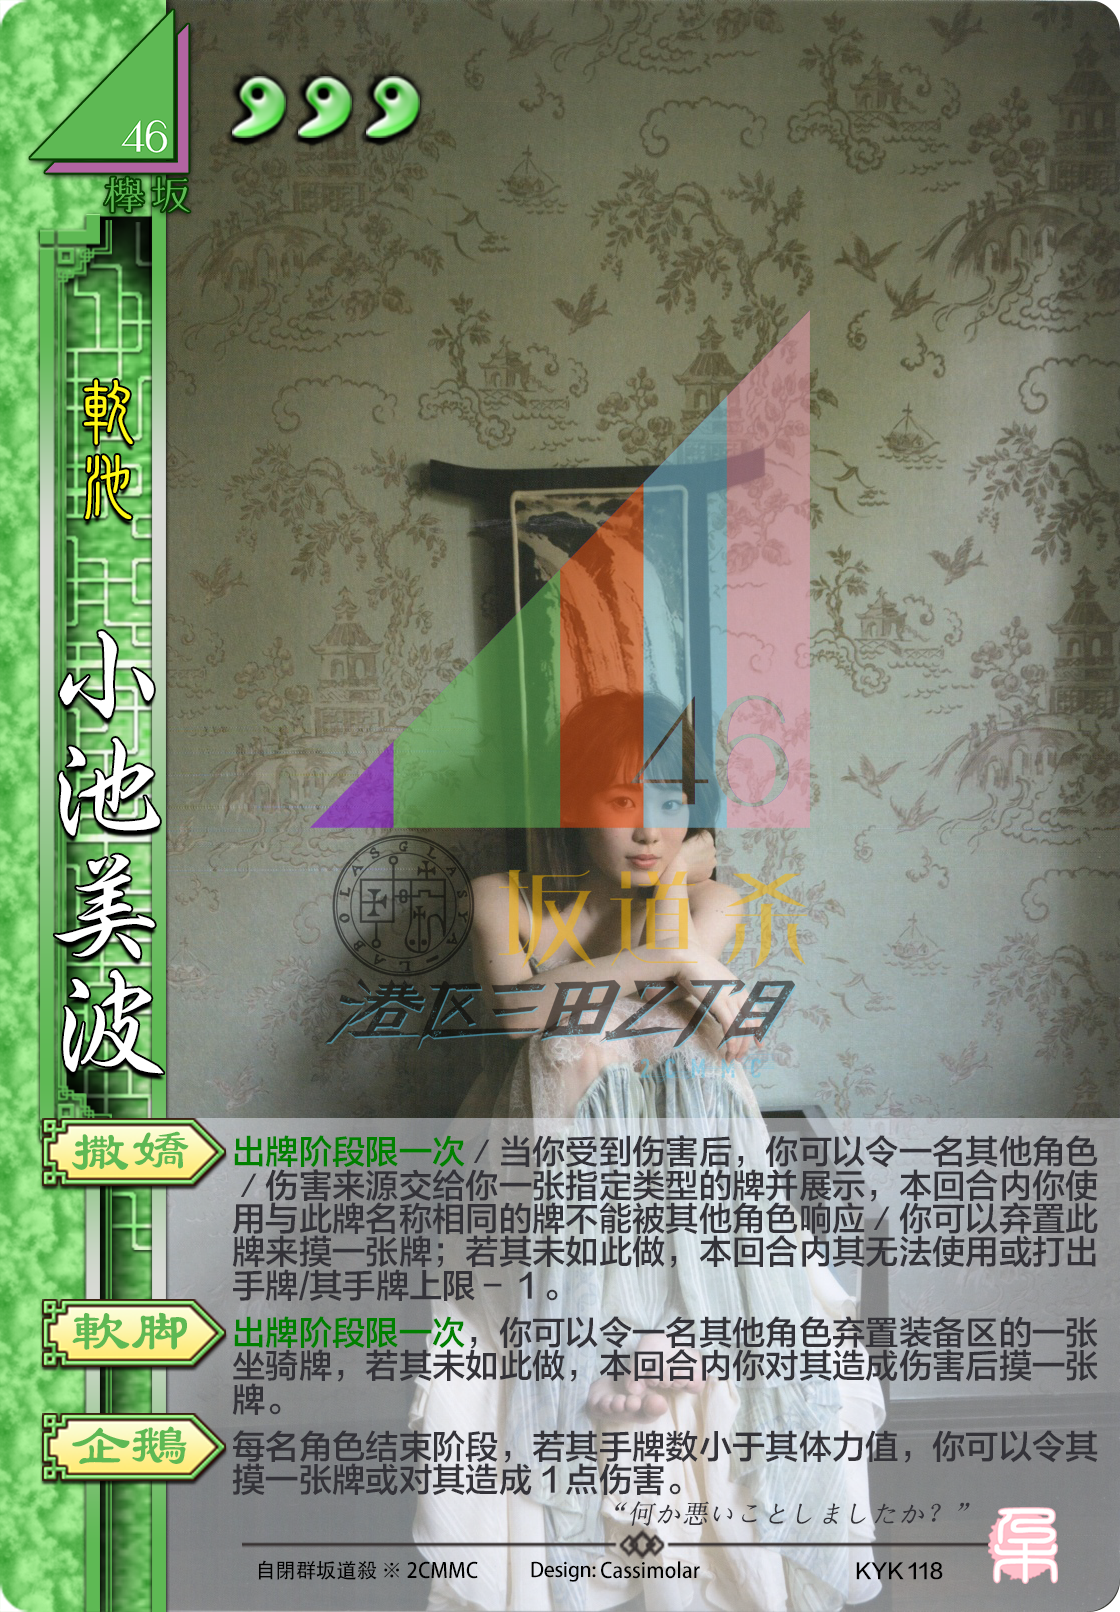 46
欅坂
軟池
小池美波
46
GLASYA-LABOLAS
坂道杀
港区三田2丁目
撒嬌
出牌阶段限一次／当你受到伤害后，你可以令一名其他角色
／伤害来源交给你一张指定类型的牌并展示，本回合内你使
用与此牌名称相同的牌不能被其他角色响应／你可以弃置此
牌来摸一张牌；若其未如此做，本回合内其无法使用或打出
手牌/其手牌上限－１。
軟脚
出牌阶段限一次，你可以令一名其他角色弃置装备区的一张
坐骑牌，若其未如此做，本回合内你对其造成伤害后摸一张
牌。
企鵝
每名角色结束阶段，若其手牌数小于其体力值，你可以令其
摸一张牌或对其造成１点伤害。
“何か悪いことしましたか？”
自閉群坂道殺 ※ 2CMMC Design: Cassimolar KYK 118